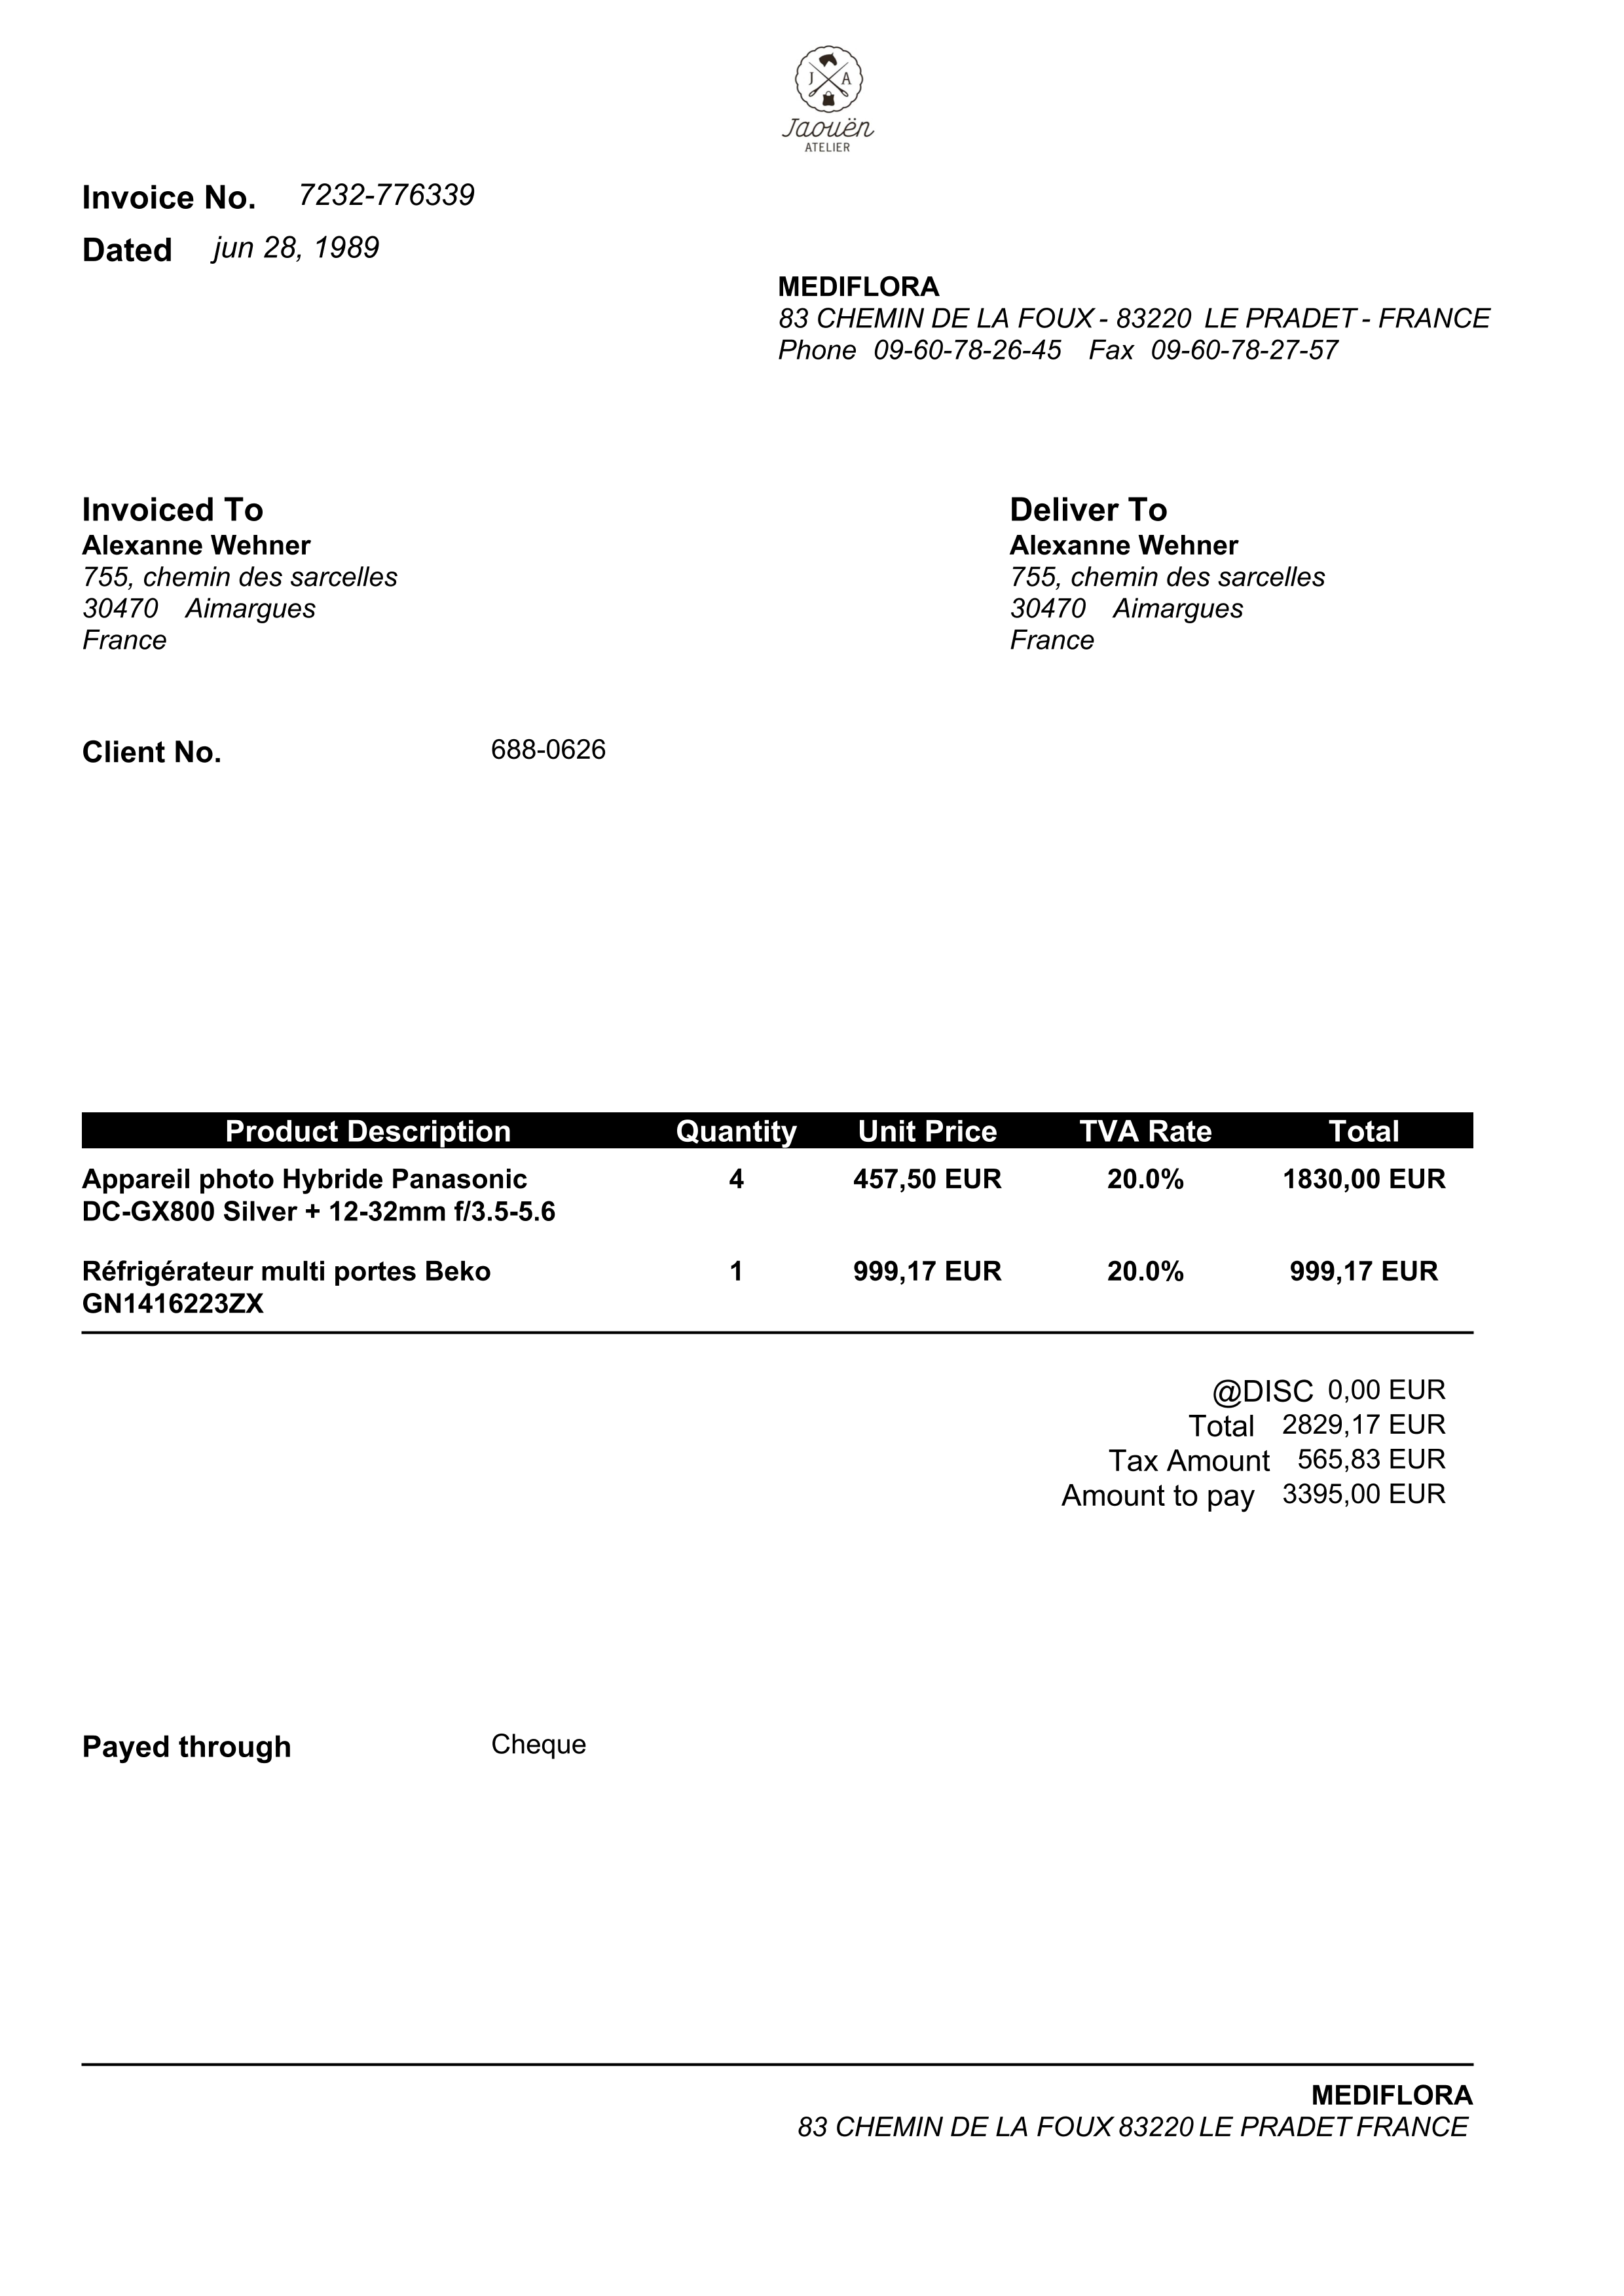 J A
Jaouën
ATELIER
Invoice No. 7232-776339
Dated jun 28, 1989
MEDIFLORA
83 CHEMIN DE LA FOUX - 83220 LE PRADET - FRANCE
Phone 09-60-78-26-45 Fax 09-60-78-27-57
Invoiced To
Alexanne Wehner
755, chemin des sarcelles
30470 Aimargues
France
Deliver To
Alexanne Wehner
755, chemin des sarcelles
30470 Aimargues
France
Client No. 688-0626
Product Description Quantity Unit Price TVA Rate Total
Appareil photo Hybride Panasonic 4 457,50 EUR 20.0% 1830,00 EUR
DC-GX800 Silver + 12-32mm f/3.5-5.6
Réfrigérateur multi portes Beko 1 999,17 EUR 20.0% 999,17 EUR
GN1416223ZX
@DISC 0,00 EUR
Total 2829,17 EUR
Tax Amount 565,83 EUR
Amount to pay 3395,00 EUR
Payed through Cheque
MEDIFLORA
83 CHEMIN DE LA FOUX 83220 LE PRADET FRANCE